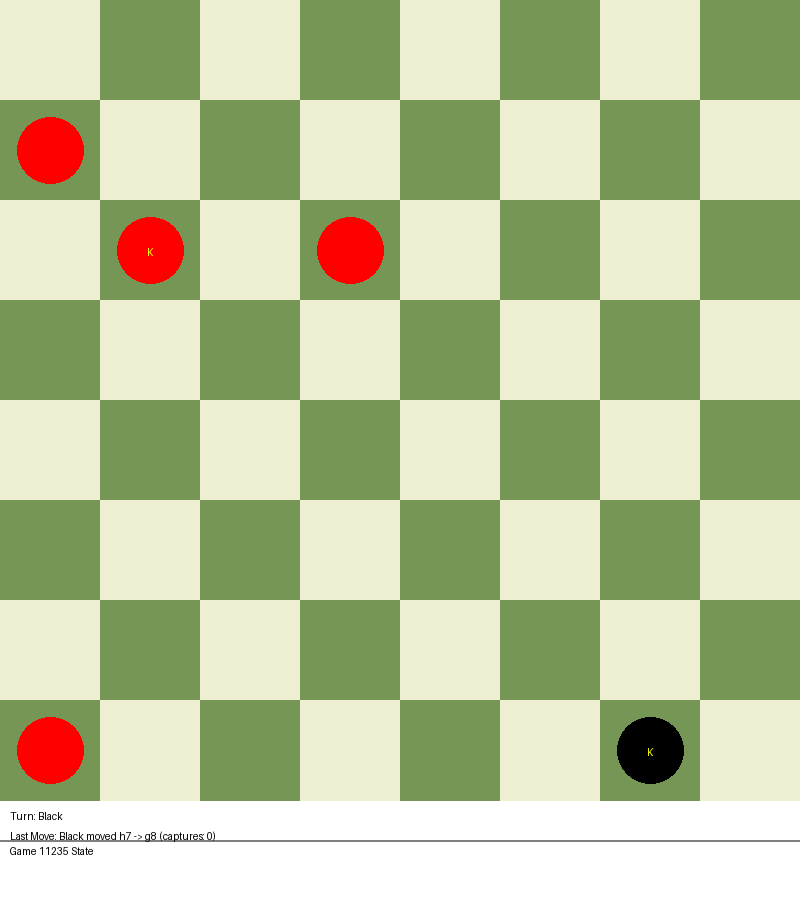 K
K
Turn: Black
Last Move: Black moved h7 -> g8 (captures: 0)
Game 11235 State